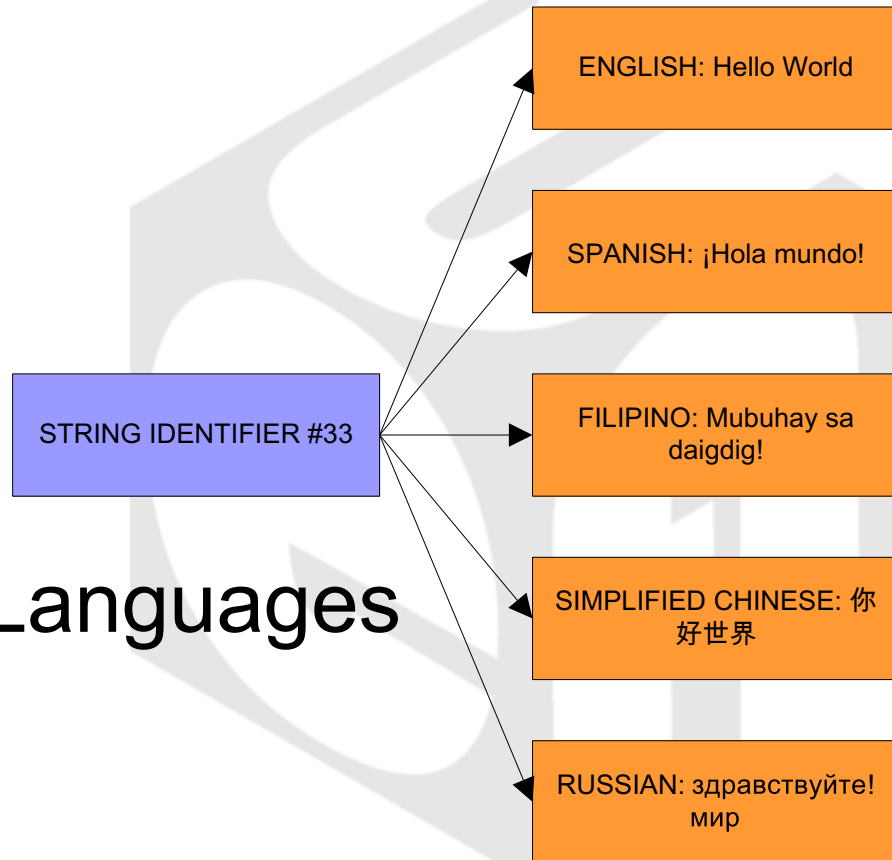 ENGLISH: Hello World
SPANISH: ¡Hola mundo!
STRING IDENTIFIER #33
FILIPINO: Mubuhay sa
daigdig!
SIMPLIFIED CHINESE: 你
好世界
Languages
RUSSIAN: здравствуйте!
мир